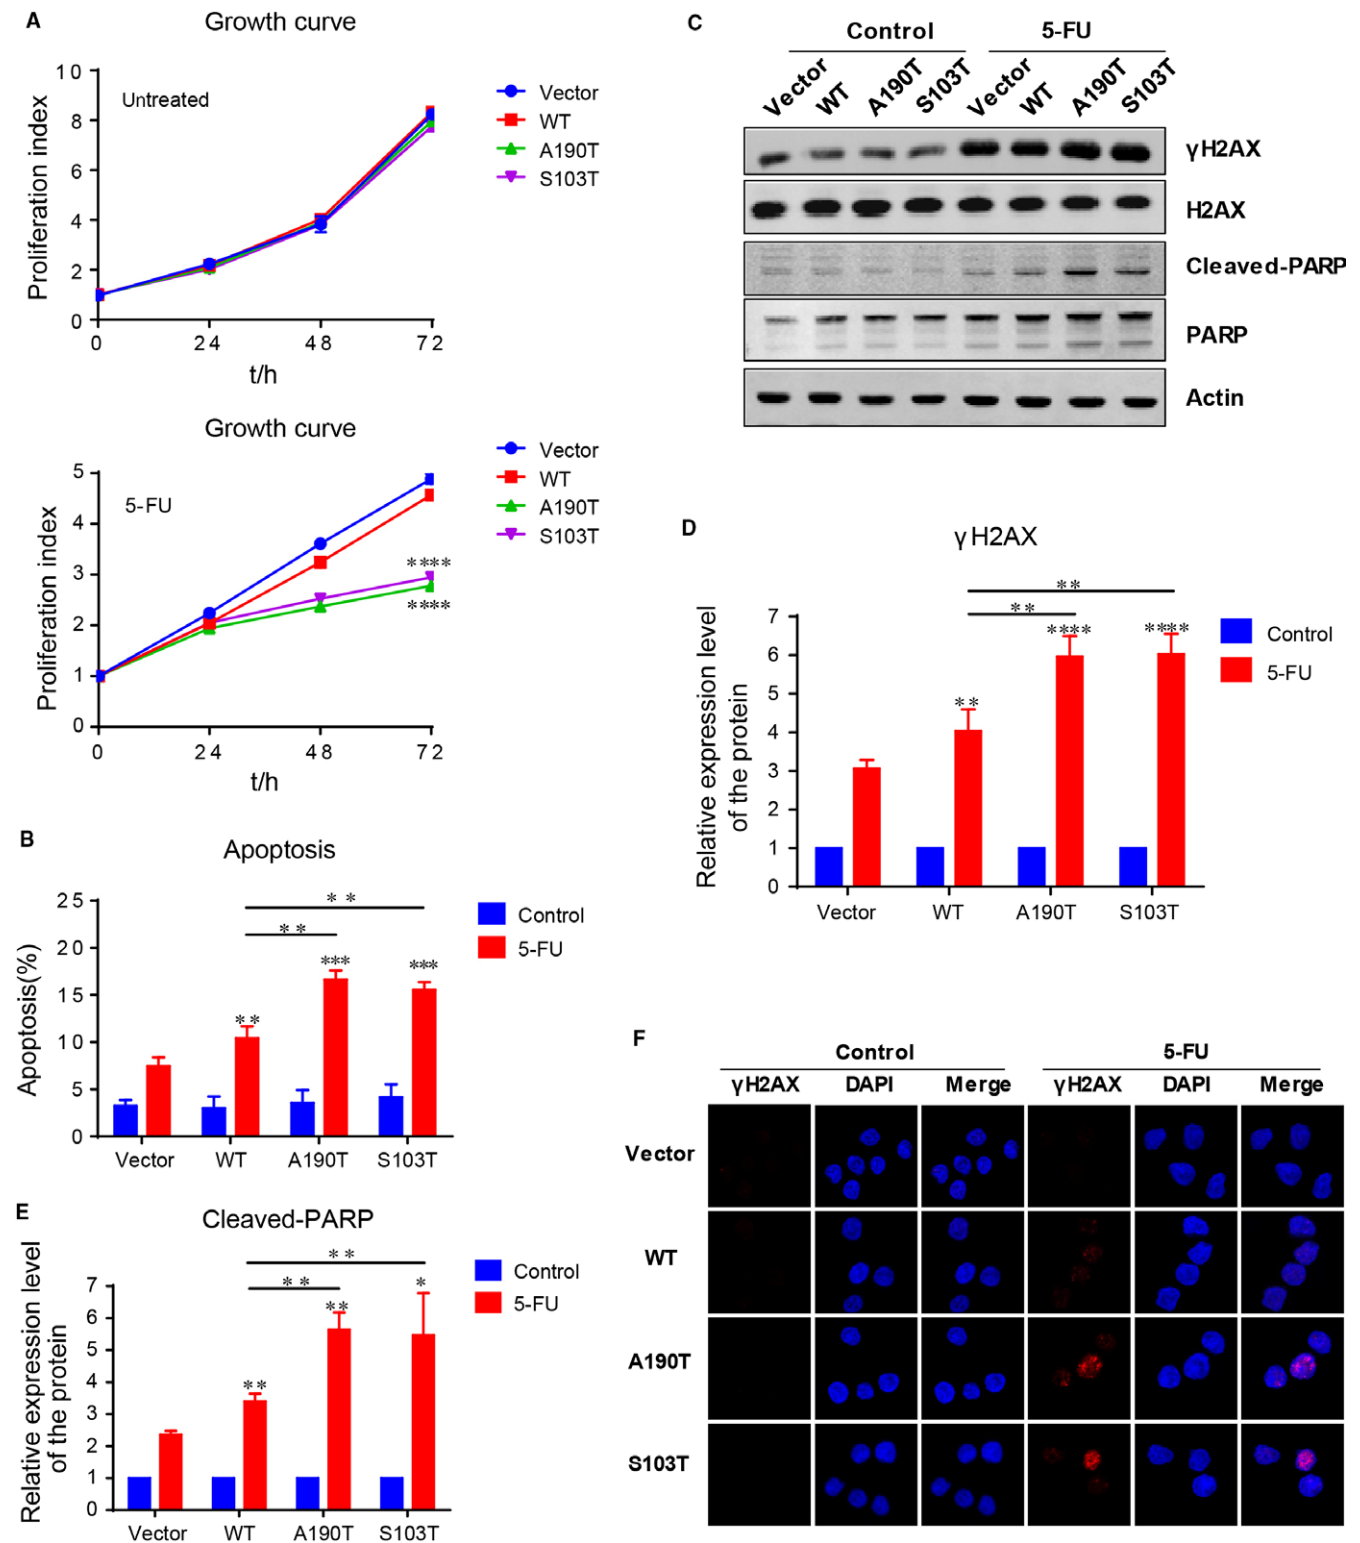 A
Growth curve
Untreated
Proliferation index
10
8
6
4
2
0
0 24 48 72
t/h
Vector
WT
A190T
S103T
Growth curve
5-FU
Proliferation index
5
4
3
2
1
0
0 24 48 72
t/h
Vector
WT
A190T
S103T
****
****
B
Apoptosis
Apoptosis(%)
25
20
15
10
5
0
** 
**
**
***
***
Vector WT A190T S103T
Control
5-FU
E
Cleaved-PARP
Relative expression level
of the protein
7
6
5
4
3
2
1
0
**
**
**
**
*
Vector WT A190T S103T
Control
5-FU
C
Control 5-FU
Vector WT A190T S103T Vector WT A190T S103T
γH2AX
H2AX
Cleaved-PARP
PARP
Actin
D
γH2AX
Relative expression level
of the protein
7
6
5
4
3
2
1
0
**
**
**
****
****
Vector WT A190T S103T
Control
5-FU
F
Control 5-FU
γH2AX DAPI Merge γH2AX DAPI Merge
Vector
WT
A190T
S103T